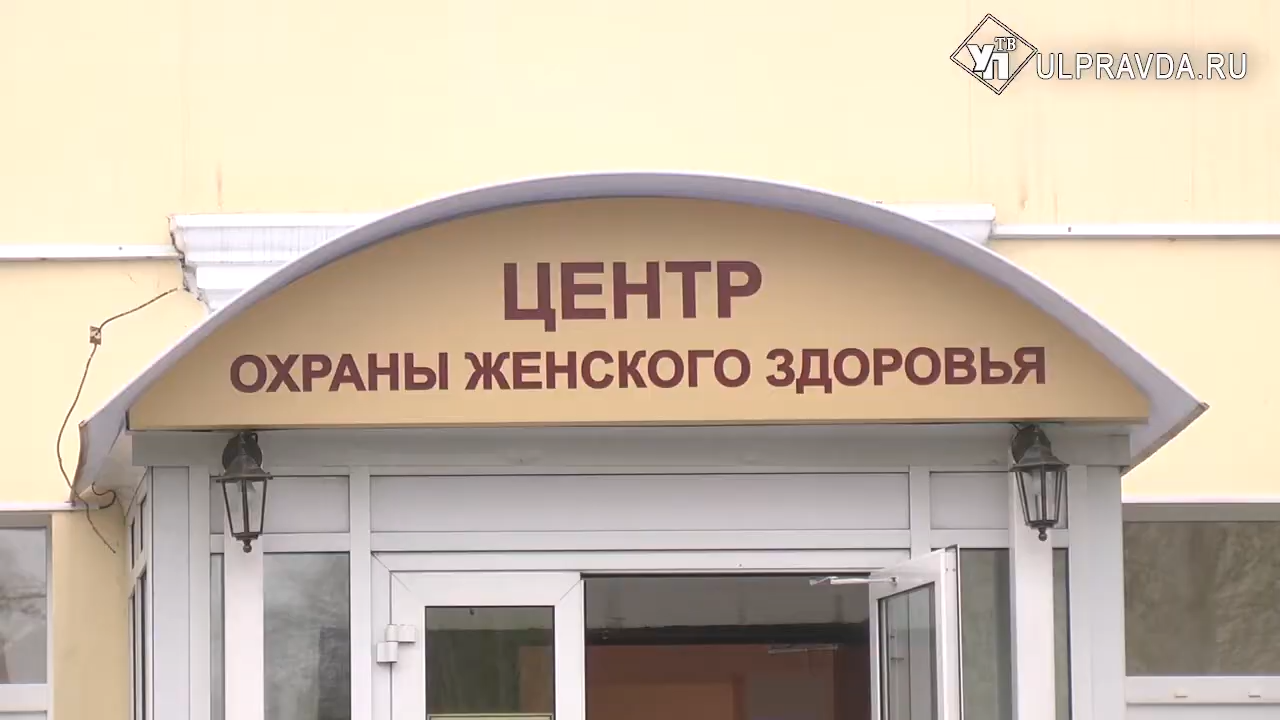 ТВ
УП
ULPRAVDA.RU
ЦЕНТР
ОХРАНЫ ЖЕНСКОГО ЗДОРОВЬЯ